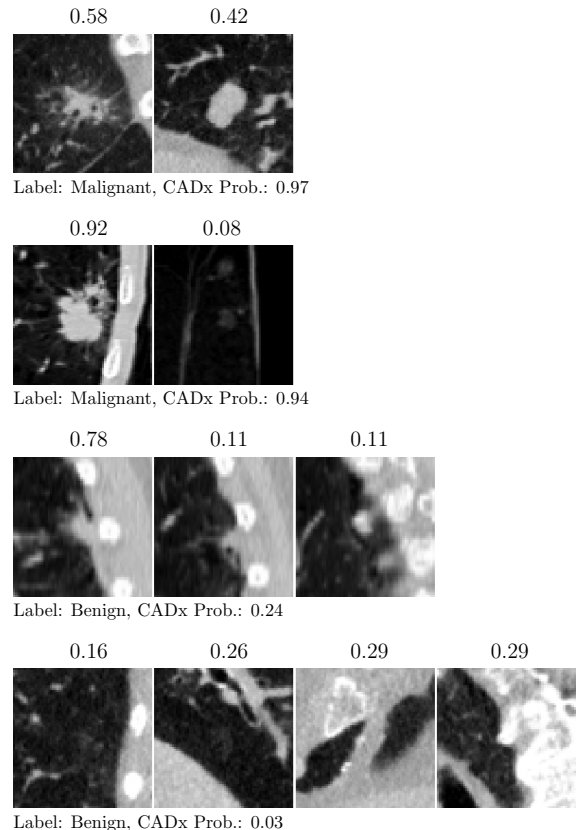 0.58 0.42
Label: Malignant, CADx Prob.: 0.97
0.92 0.08
Label: Malignant, CADx Prob.: 0.94
0.78 0.11 0.11
Label: Benign, CADx Prob.: 0.24
0.16 0.26 0.29 0.29
Label: Benign, CADx Prob.: 0.03